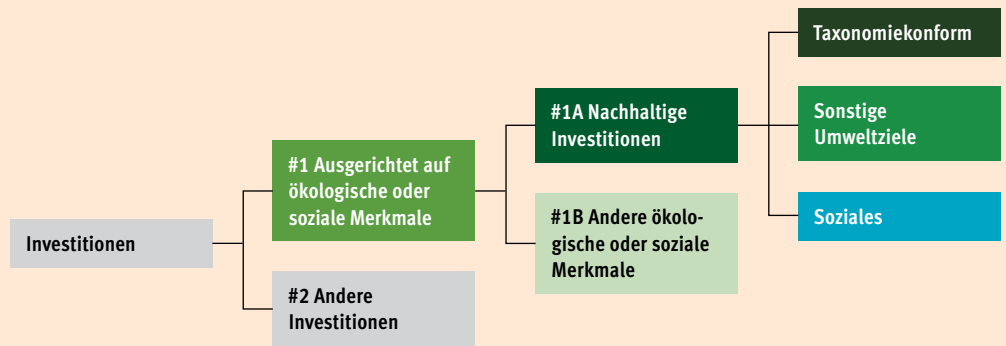 Investitionen
#1 Ausgerichtet auf
ökologische oder
soziale Merkmale
#2 Andere
Investitionen
#1A Nachhaltige
Investitionen
#1B Andere ökolo-
gische oder soziale
Merkmale
Taxonomiekonform
Sonstige
Umweltziele
Soziales